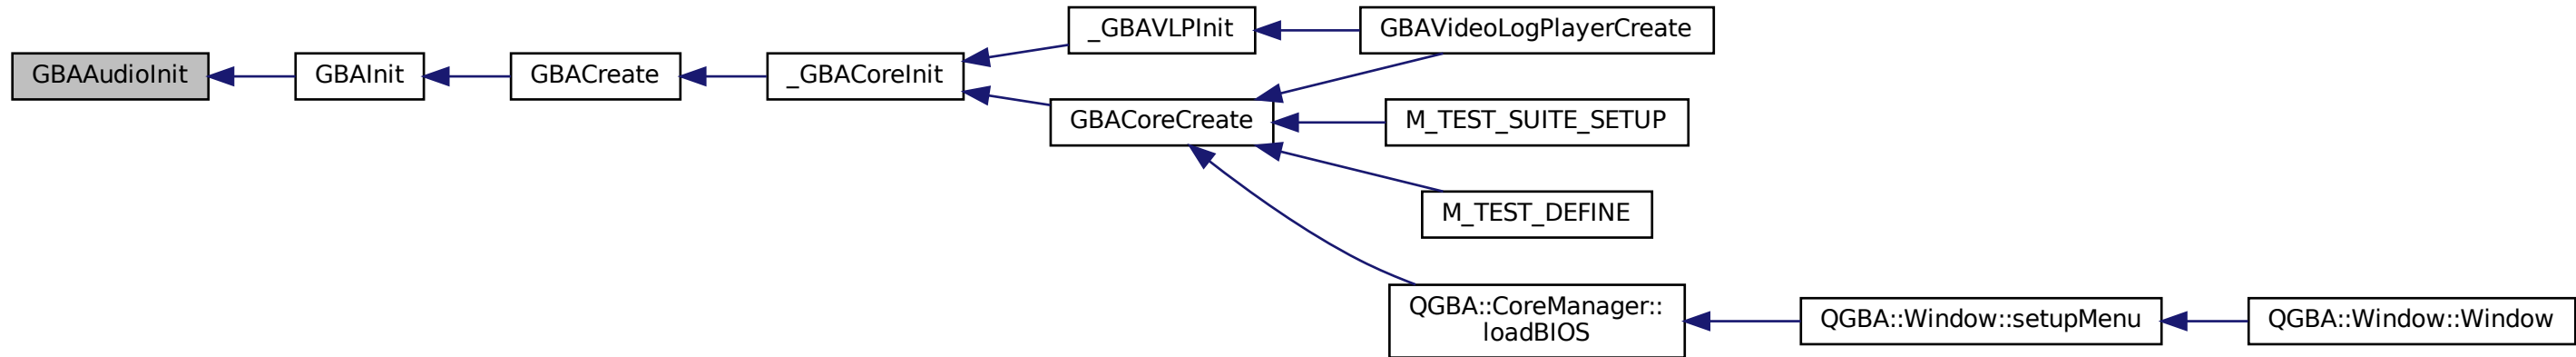 GBAAudioInit
GBAInit
GBACreate
_GBACoreInit
_GBAVLPInit
GBAVideoLogPlayerCreate
GBACoreCreate
M_TEST_SUITE_SETUP
M_TEST_DEFINE
QGBA::CoreManager::
loadBIOS
QGBA::Window::setupMenu
QGBA::Window::Window